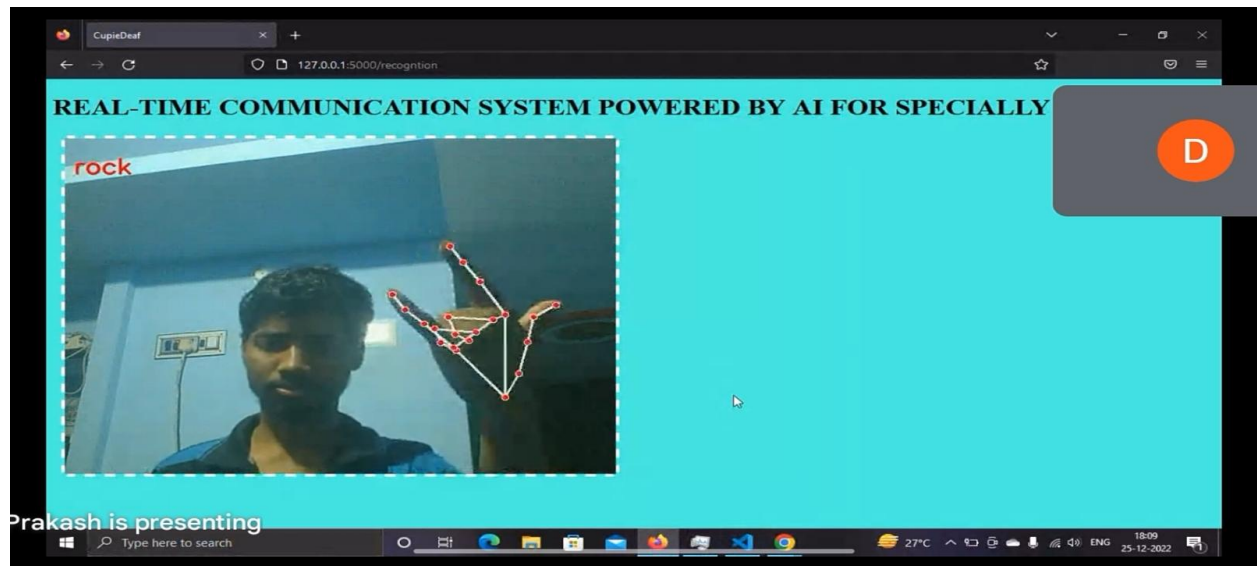 CupieDeaf
127.0.0.1:5000/recogntion
REAL-TIME COMMUNICATION SYSTEM POWERED BY AI FOR SPECIALLY
D
rock
Prakash is presenting
Type here to search
27°C
ENG
18:09
25-12-2022
1